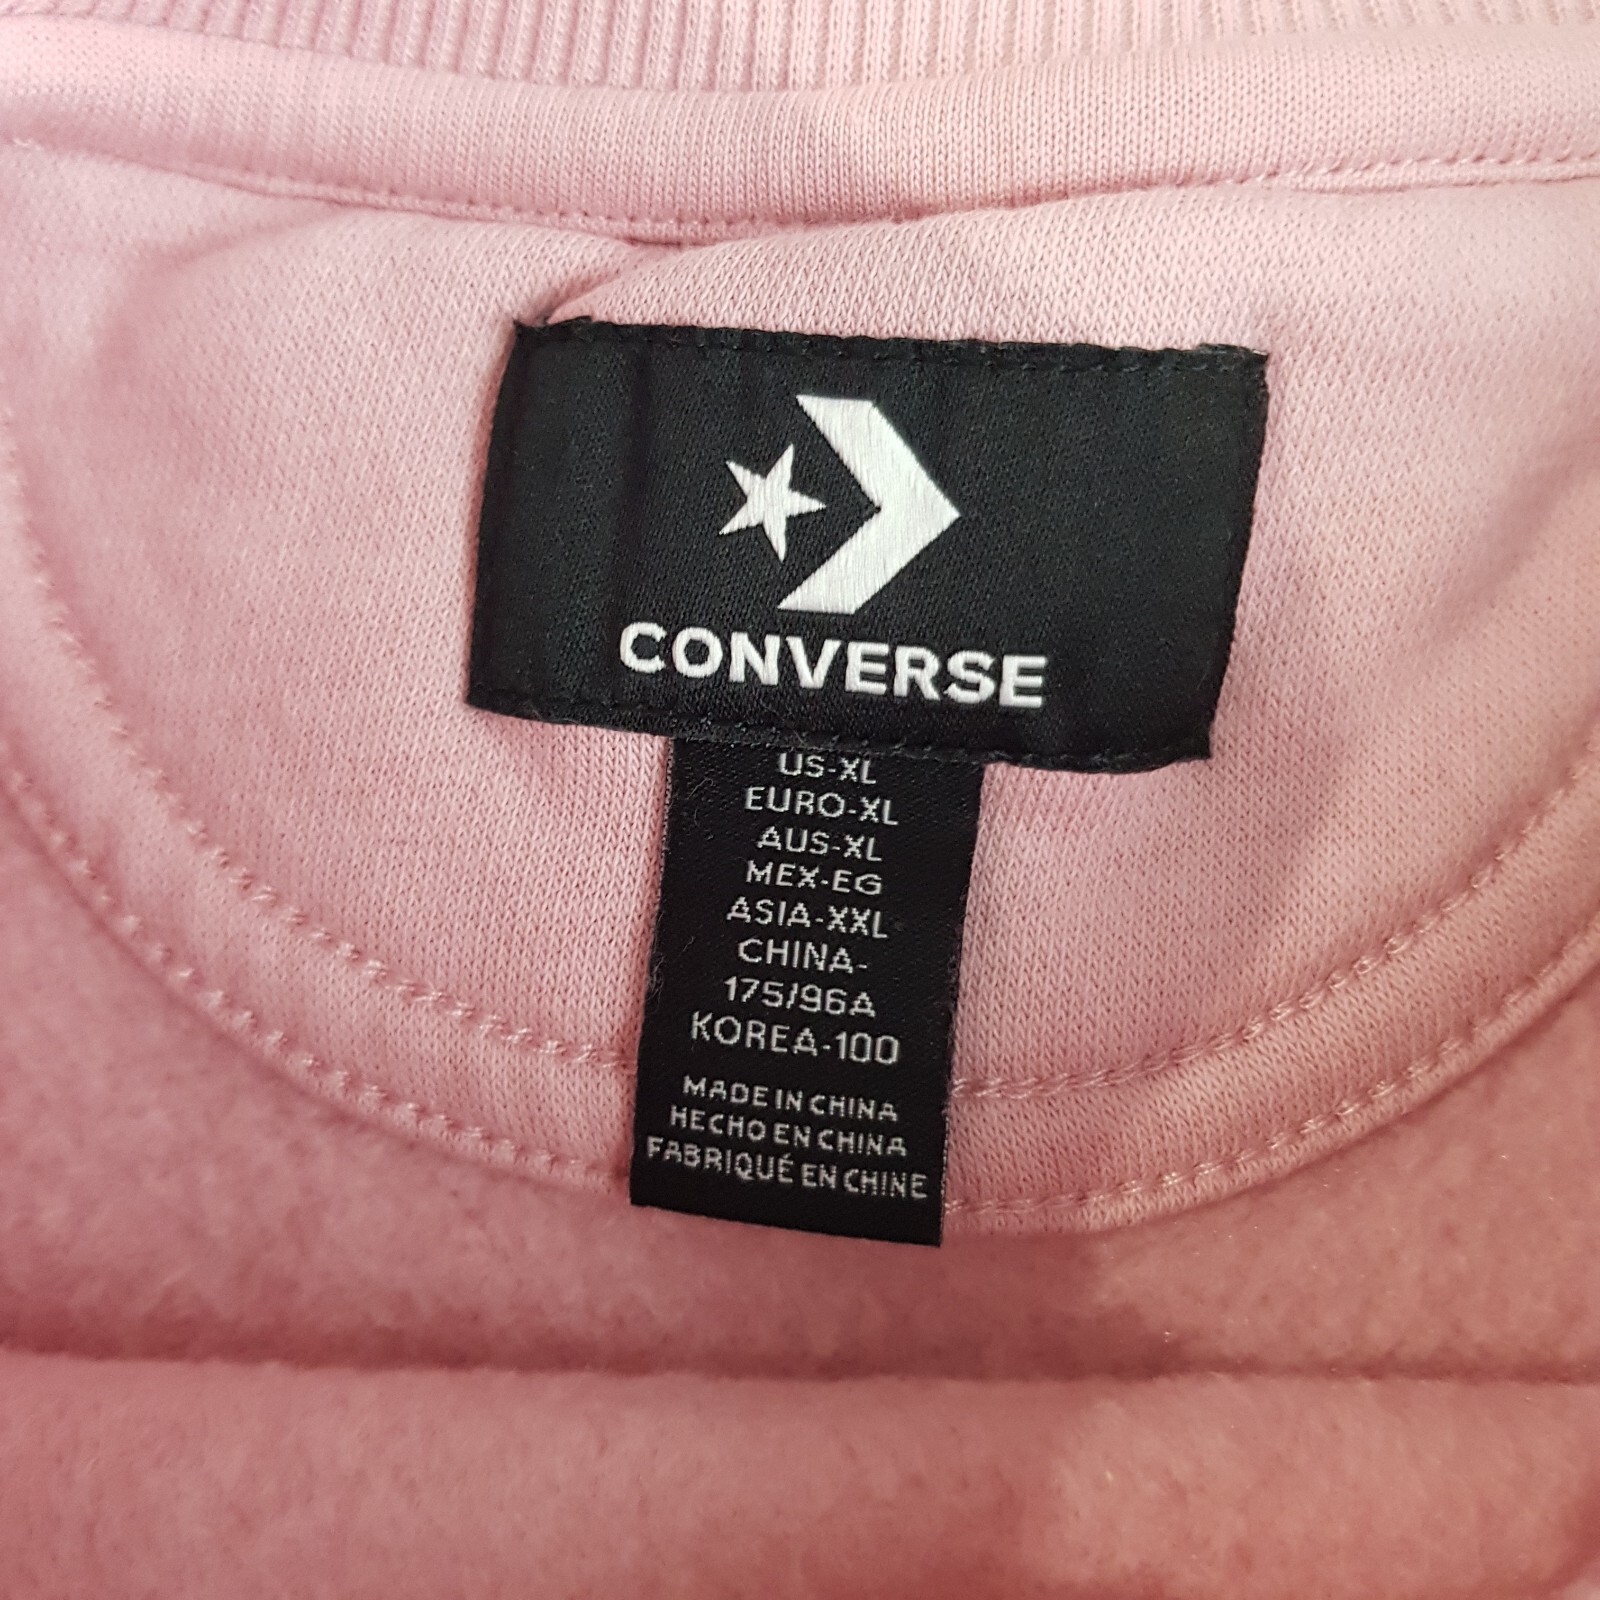 CONVERSE
US-XL
EURO-XL
AUS-XL
MEX-EG
ASIA-XXL
CHINA-
175/96A
KOREA-100
MADE IN CHINA
HECHO EN CHINA
FABRIQUÉ EN CHINE